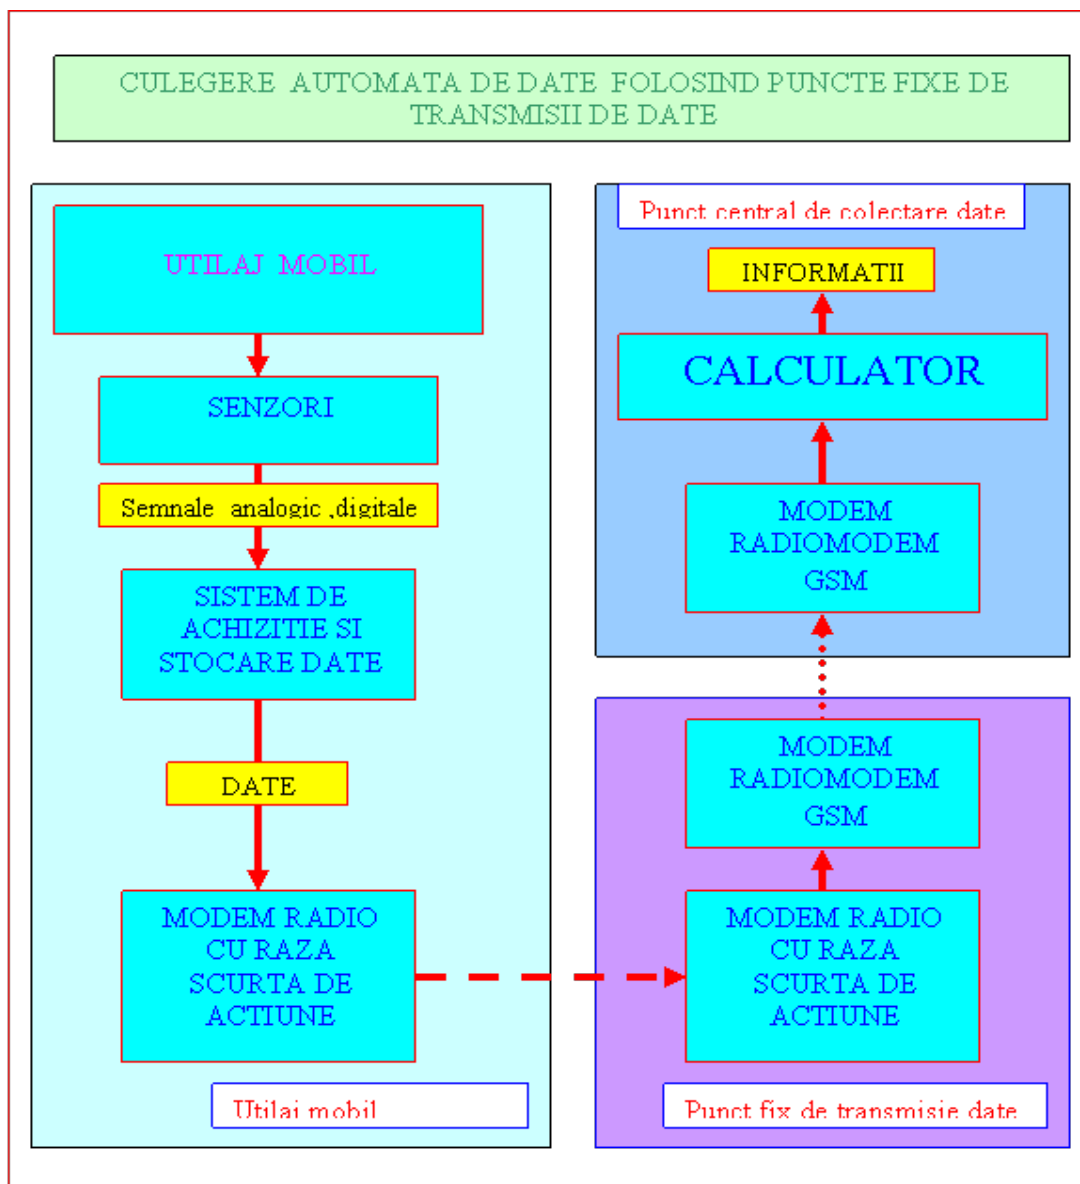 CULEGERE AUTOMATA DE DATE FOLOSIND PUNCTE FIXE DE
TRANSMISII DE DATE
UTILAJ MOBIL
SENZORI
Semnale analogic ,digitale
SISTEM DE
ACHIZITIE SI
STOCARE DATE
DATE
MODEM RADIO
CU RAZA
SCURTA DE
ACTIUNE
Utilaj mobil
Punct central de colectare date
INFORMATII
CALCULATOR
MODEM
RADIOMODEM
GSM
MODEM
RADIOMODEM
GSM
MODEM RADIO
CU RAZA
SCURTA DE
ACTIUNE
Punct fix de transmisie date